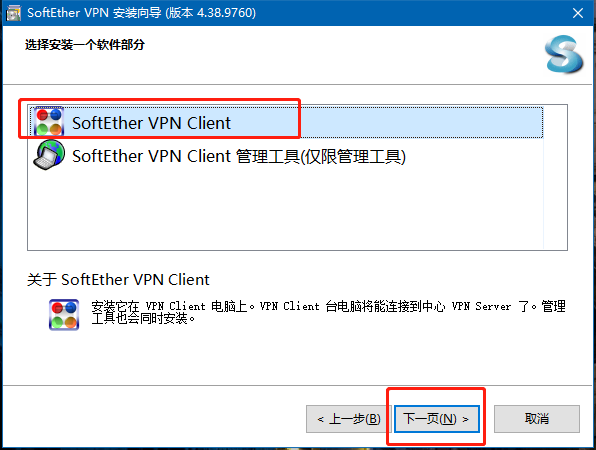 SoftEther VPN 安装向导 (版本 4.38.9760)
选择安装一个软件部分
SoftEther VPN Client
SoftEther VPN Client 管理工具(仅限管理工具)
关于 SoftEther VPN Client
安装它在 VPN Client 电脑上。VPN Client 台电脑将能连接到中心 VPN Server 了。管理
工具也会同时安装。
< 上一步(B) 下一页(N) > 取消